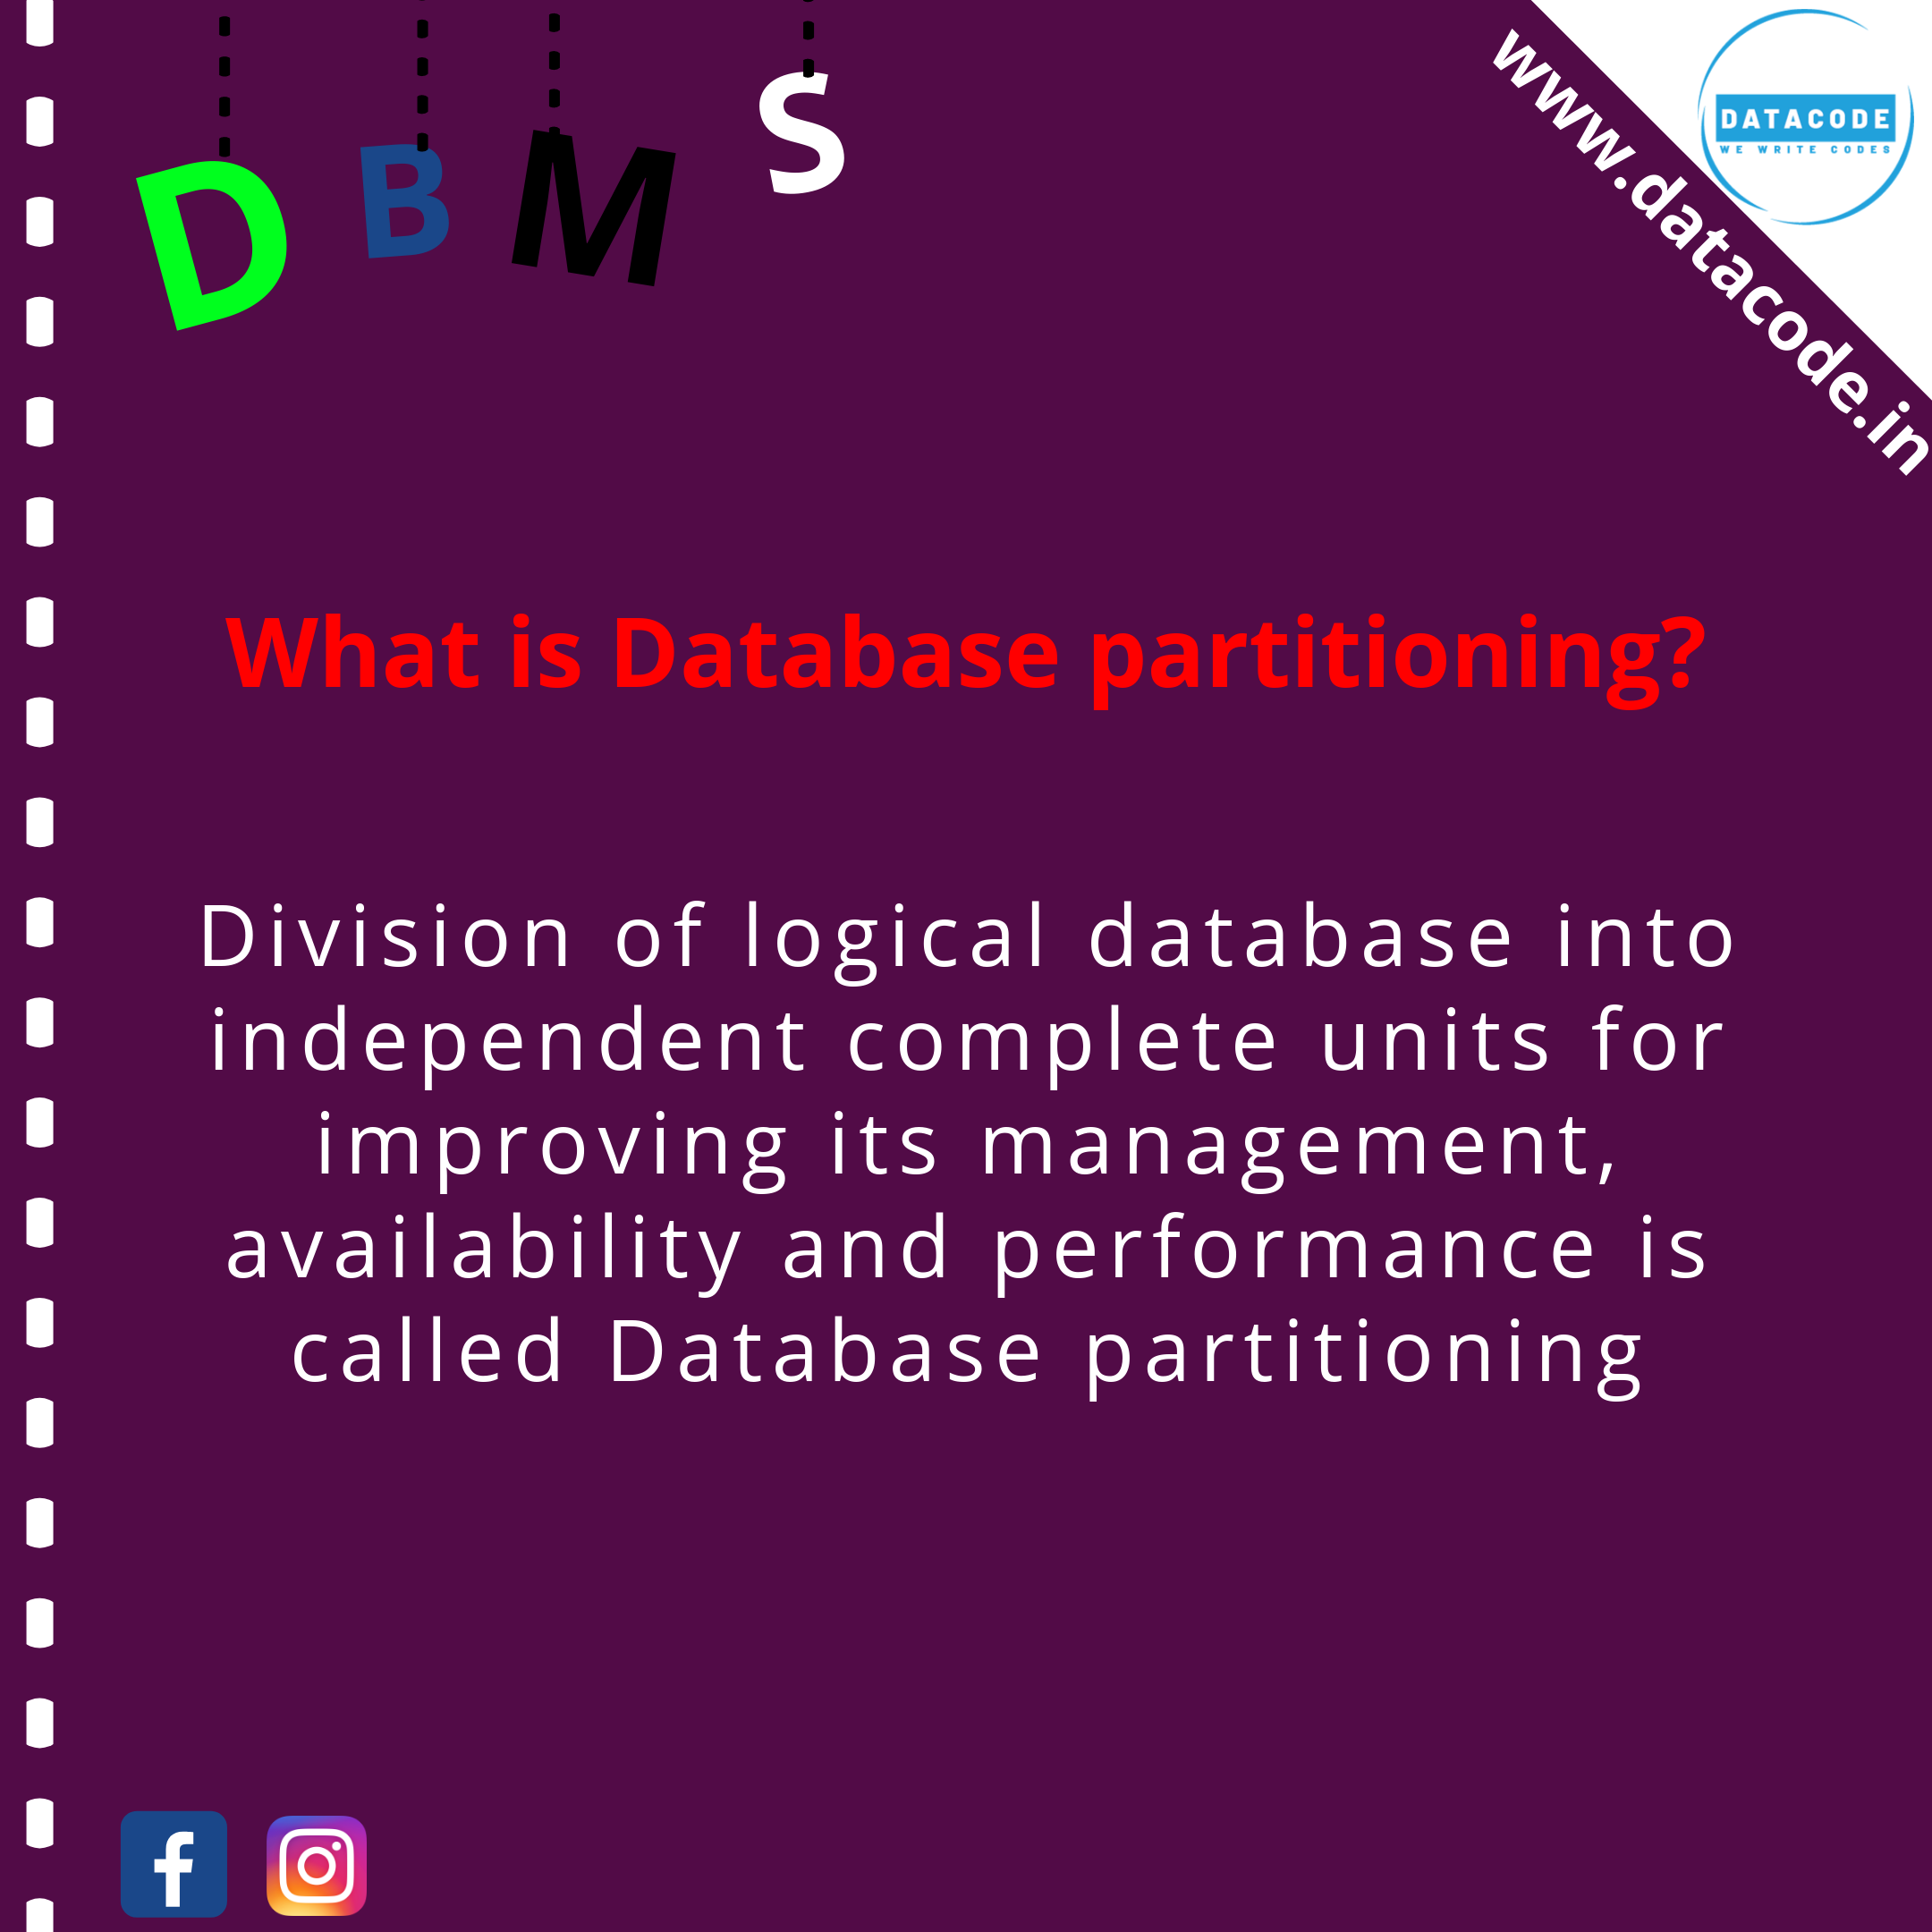 D B M S
www.datacode.in
DATACODE
WE WRITE CODES
What is Database partitioning?
Division of logical database into
independent complete units for
improving its management,
availability and performance is
called Database partitioning
f